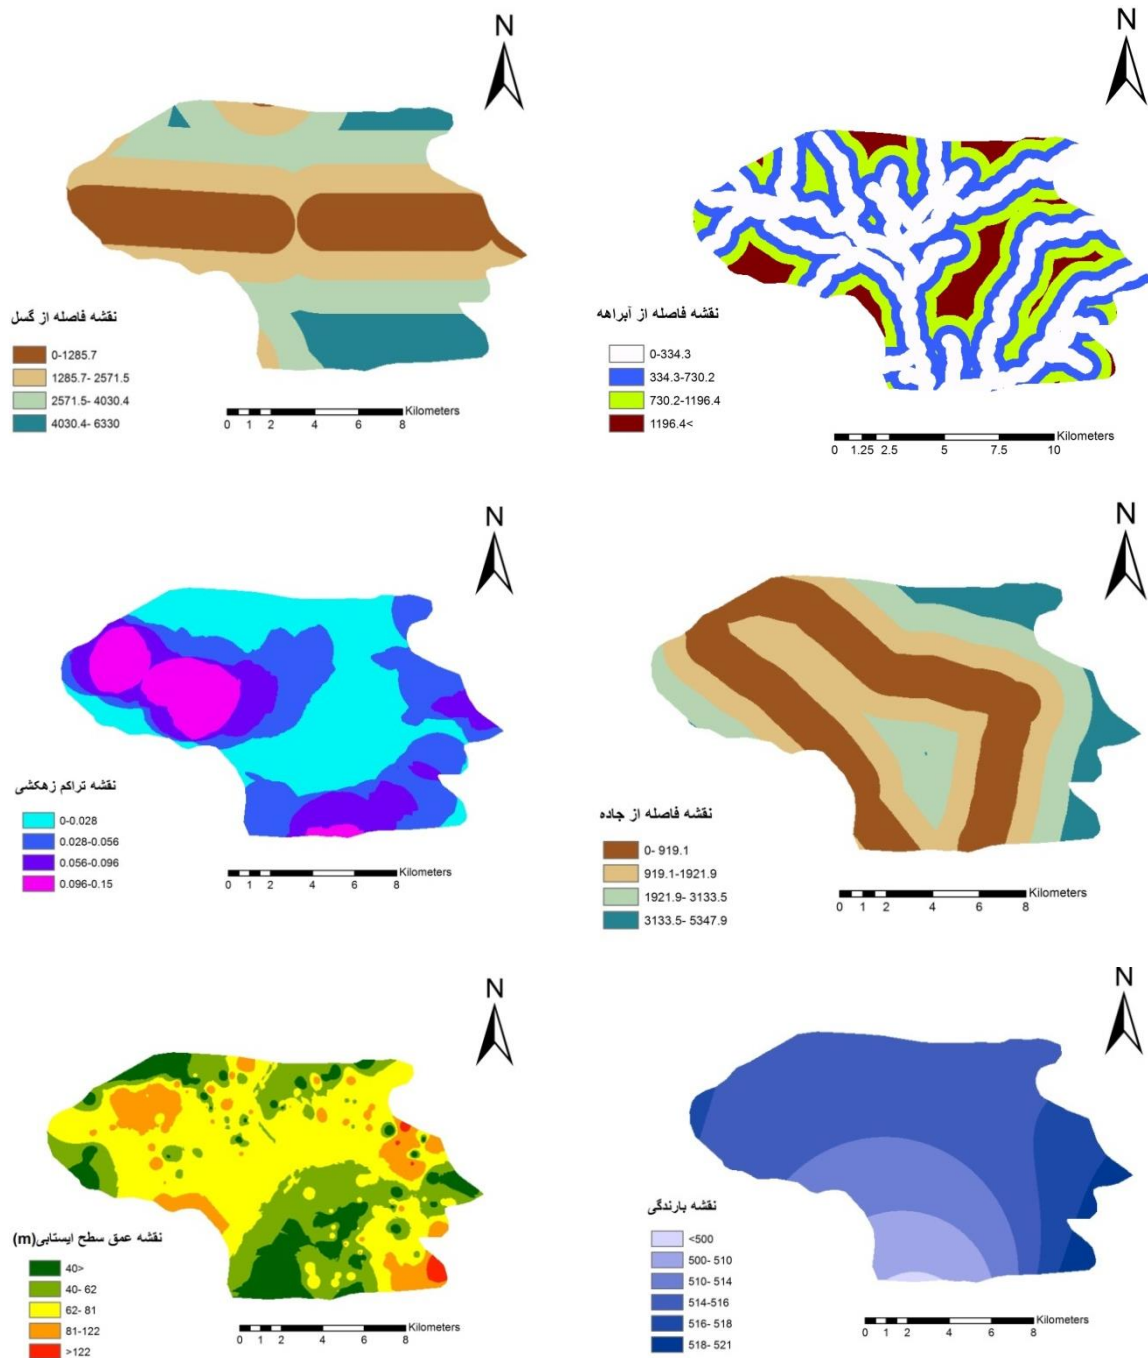 N
نقشه فاصله از گسل
0-1285.7
1285.7- 2571.5
2571.5- 4030.4
4030.4- 6330
Kilometers
0 1 2 4 6 8
N
نقشه فاصله از آبراهه
0-334.3
334.3-730.2
730.2-1196.4
1196.4<
Kilometers
0 1.25 2.5 5 7.5 10
N
نقشه تراکم زهکشی
0-0.028
0.028-0.056
0.056-0.096
0.096-0.15
Kilometers
0 1 2 4 6 8
N
نقشه فاصله از جاده
0- 919.1
919.1-1921.9
1921.9- 3133.5
3133.5- 5347.9
Kilometers
0 1 2 4 6 8
N
نقشه عمق سطح ایستابی(m)
40>
40- 62
62- 81
81-122
>122
Kilometers
0 1 2 4 6 8
N
نقشه بارندگی
<500
500- 510
510- 514
514-516
516- 518
518- 521
Kilometers
0 1 2 4 6 8